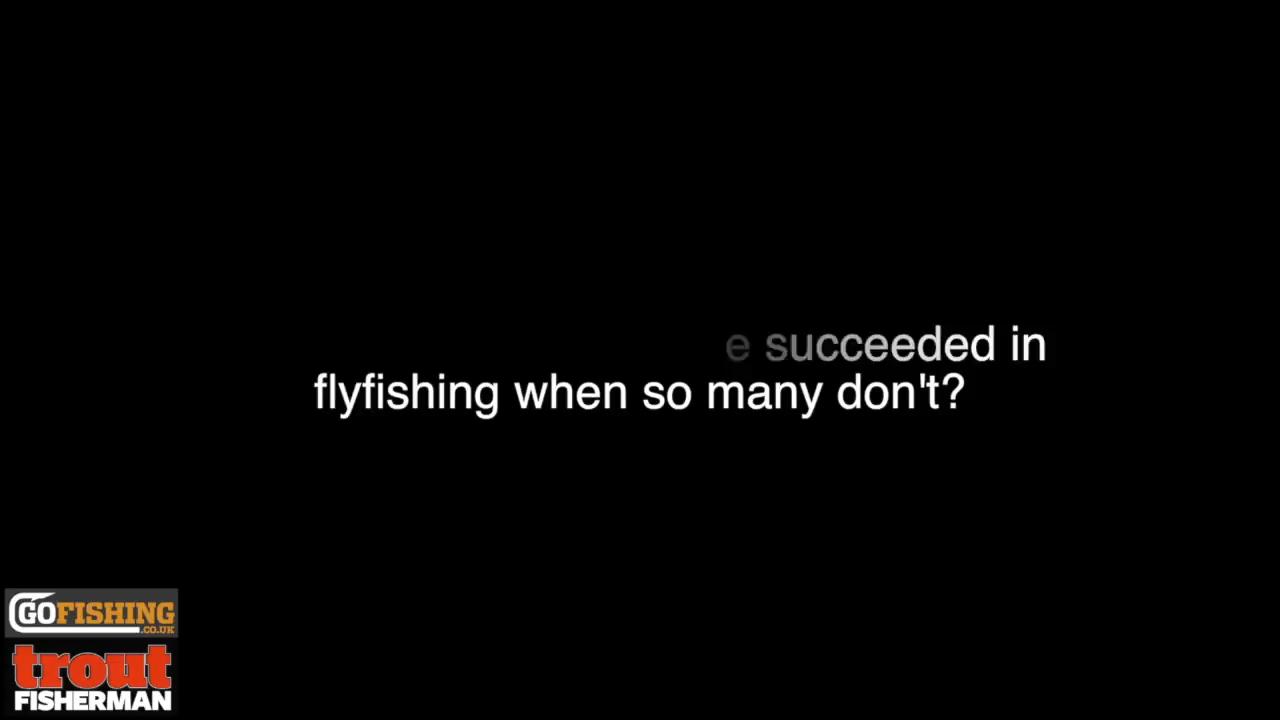 e succeeded in
flyfishing when so many don't?
GOFISHING
.CO.UK
trout
FISHERMAN